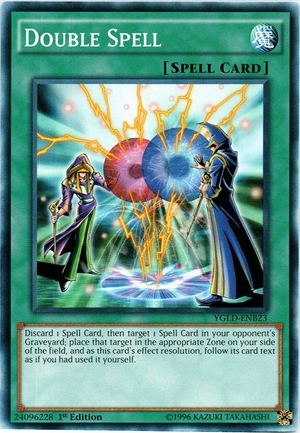 DOUBLE SPELL
魔
[SPELL CARD]
YGLD-ENB23
Discard 1 Spell Card, then target 1 Spell Card in your opponent's
Graveyard; place that target in the appropriate Zone on your side
of the field, and as this card's effect resolution, follow its card text
as if you had used it yourself.
24096228 1st Edition ©1996 KAZUKI TAKAHASHI